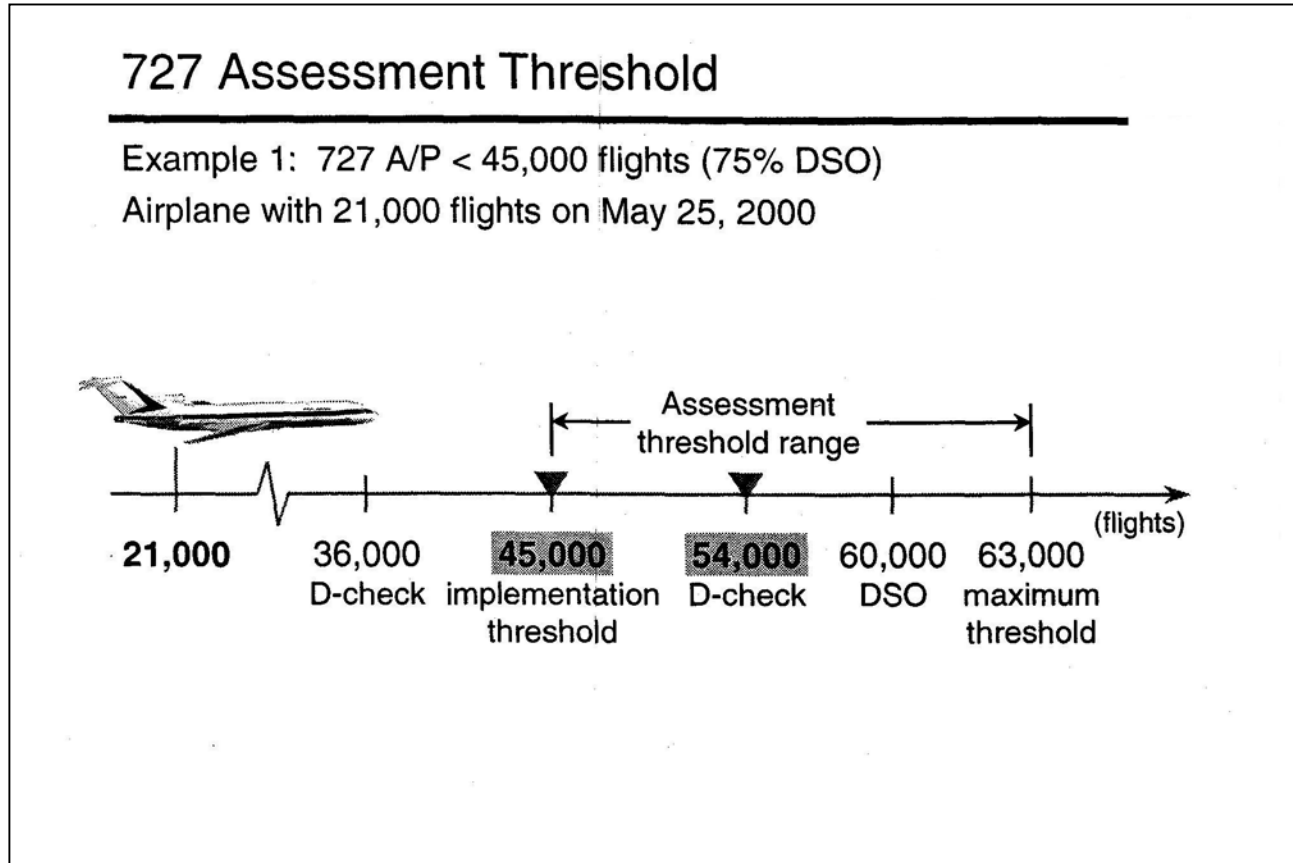 727 Assessment Threshold
Example 1: 727 A/P < 45,000 flights (75% DSO)
Airplane with 21,000 flights on May 25, 2000
Assessment
threshold range
(flights)
21,000
36,000
D-check
45,000
implementation
threshold
54,000
D-check
60,000
DSO
63,000
maximum
threshold